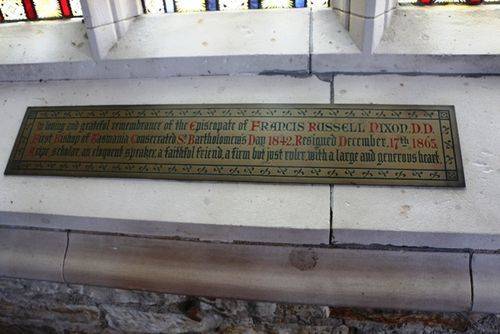 In loving and grateful remembrance of the Episcopate of FRANCIS RUSSELL NIXON. D.D.
First Bishop of Tasmania Consecrated St Bartholomew's Day 1842. Resigned December. 17th 1863.
Ripe scholar, an eloquent speaker, a faithful friend, a firm but just ruler, with a large and generous heart.